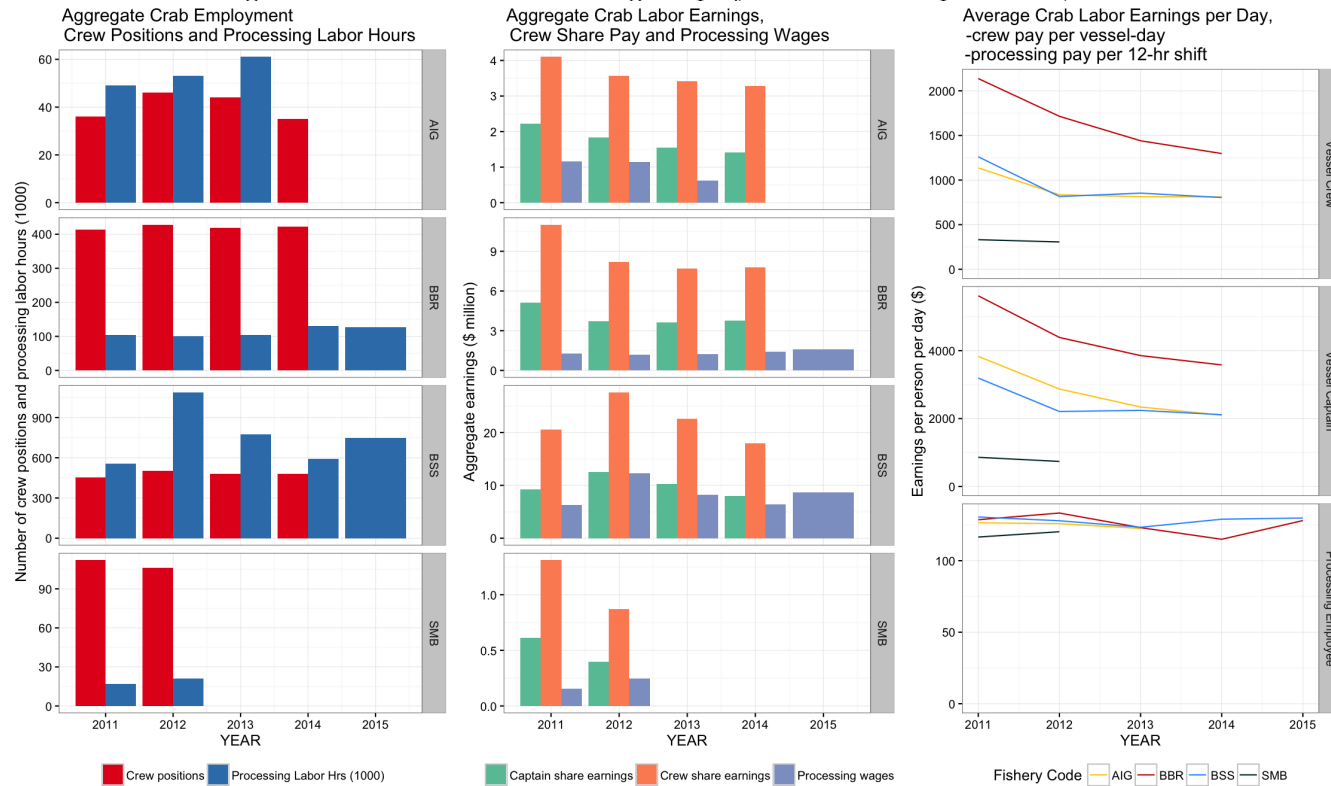 Aggregate Crab Employment
Crew Positions and Processing Labor Hours
Number of crew positions and processing labor hours (1000)
60
40
20
0
AIG
400
300
200
100
0
BBR
900
600
300
0
BSS
90
60
30
0
SMB
2011 2012 2013 2014 2015
YEAR
Crew positions Processing Labor Hrs (1000)
Aggregate Crab Labor Earnings,
Crew Share Pay and Processing Wages
Aggregate earnings ($ million)
4
3
2
1
0
AIG
9
6
3
0
BBR
20
10
0
BSS
1.0
0.5
0.0
SMB
2011 2012 2013 2014 2015
YEAR
Captain share earnings Crew share earnings Processing wages
Average Crab Labor Earnings per Day,
-crew pay per vessel-day
-processing pay per 12-hr shift
Earnings per person per day ($)
2000
1500
1000
500
0
Vessel Crew
4000
2000
0
Vessel Captain
100
50
0
Processing Employee
2011 2012 2013 2014 2015
YEAR
Fishery Code AIG BBR BSS SMB